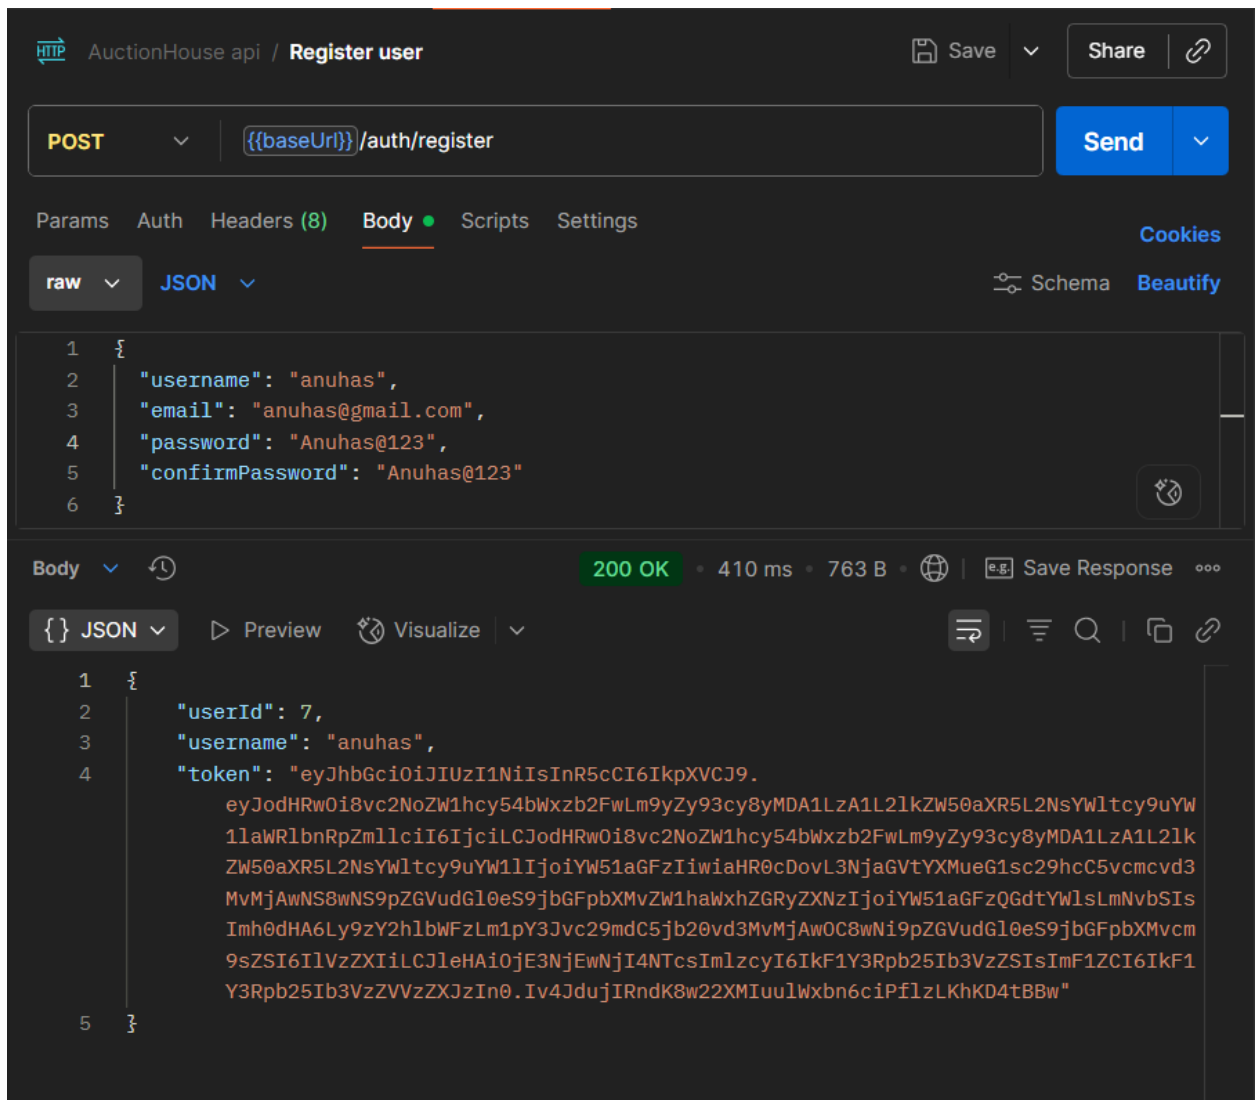 HTTP AuctionHouse api / Register user Save Share
POST {{baseUrl}}/auth/register Send
Params Auth Headers (8) Body Scripts Settings Cookies
raw JSON Schema Beautify
1 {
2 "username": "anuhas",
3 "email": "anuhas@gmail.com",
4 "password": "Anuhas@123",
5 "confirmPassword": "Anuhas@123"
6 }
Body 200 OK • 410 ms • 763 B • e.g. Save Response
{} JSON Preview Visualize
1 {
2 "userId": 7,
3 "username": "anuhas",
4 "token": "eyJhbGciOiJIUzI1NiIsInR5cCI6IkpXVCJ9.
eyJodHRwOi8vc2NoZW1hcy54bWxzb2FwLm9yZy93cy8yMDA1LzA1L2lkZW50aXR5L2NsYWltcy9uYW
1laWRlbnRpZmllciI6IjciLCJodHRwOi8vc2NoZW1hcy54bWxzb2FwLm9yZy93cy8yMDA1LzA1L2lk
ZW50aXR5L2NsYWltcy9uYW1lIjoiYW51aGFzIiwiaHR0cDovL3NjaGVtYXMueG1sc29hcC5vcmcvd3
MvMjAwNS8wNS9pZGVudGl0eS9jbGFpbXMvZW1haWxhZGRyZXNzIjoiYW51aGFzQGdtYWlsLmNvbSIs
Imh0dHA6Ly9zY2hlbWFzLm1pY3Jvc29mdC5jb20vd3MvMjAwOC8wNi9pZGVudGl0eS9jbGFpbXMvcm
9sZSI6IlVzZXIiLCJleHAiOjE3NjEwNjI4NTcsImlzcyI6IkF1Y3Rpb25Ib3VzZSIsImF1ZCI6IkF1
Y3Rpb25Ib3VzZVVzZXJzIn0.Iv4JdujIRndK8w22XMIuulWxbn6ciPflzLKhKD4tBBw"
5 }